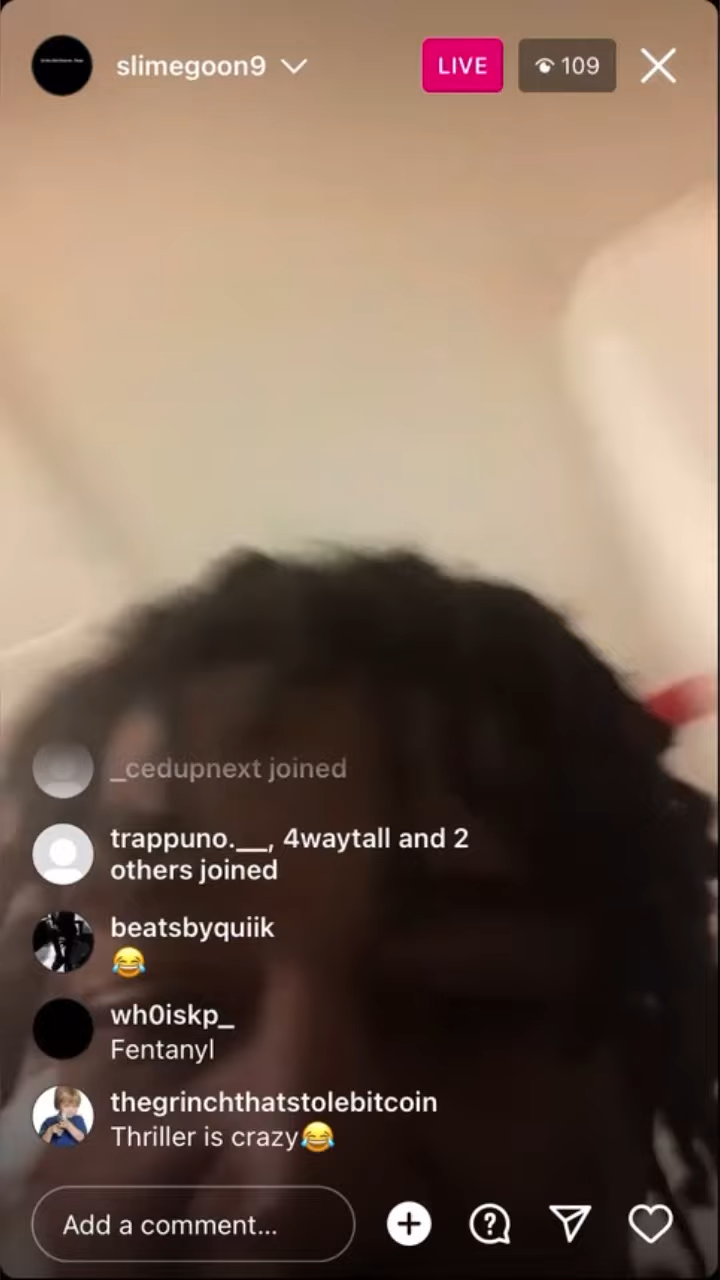 slimegoon9
LIVE
109
_cedupnext joined
trappuno.__, 4waytall and 2
others joined
beatsbyquiik
😂
wh0iskp_
Fentanyl
thegrinchthatstolebitcoin
Thriller is crazy😂
Add a comment...